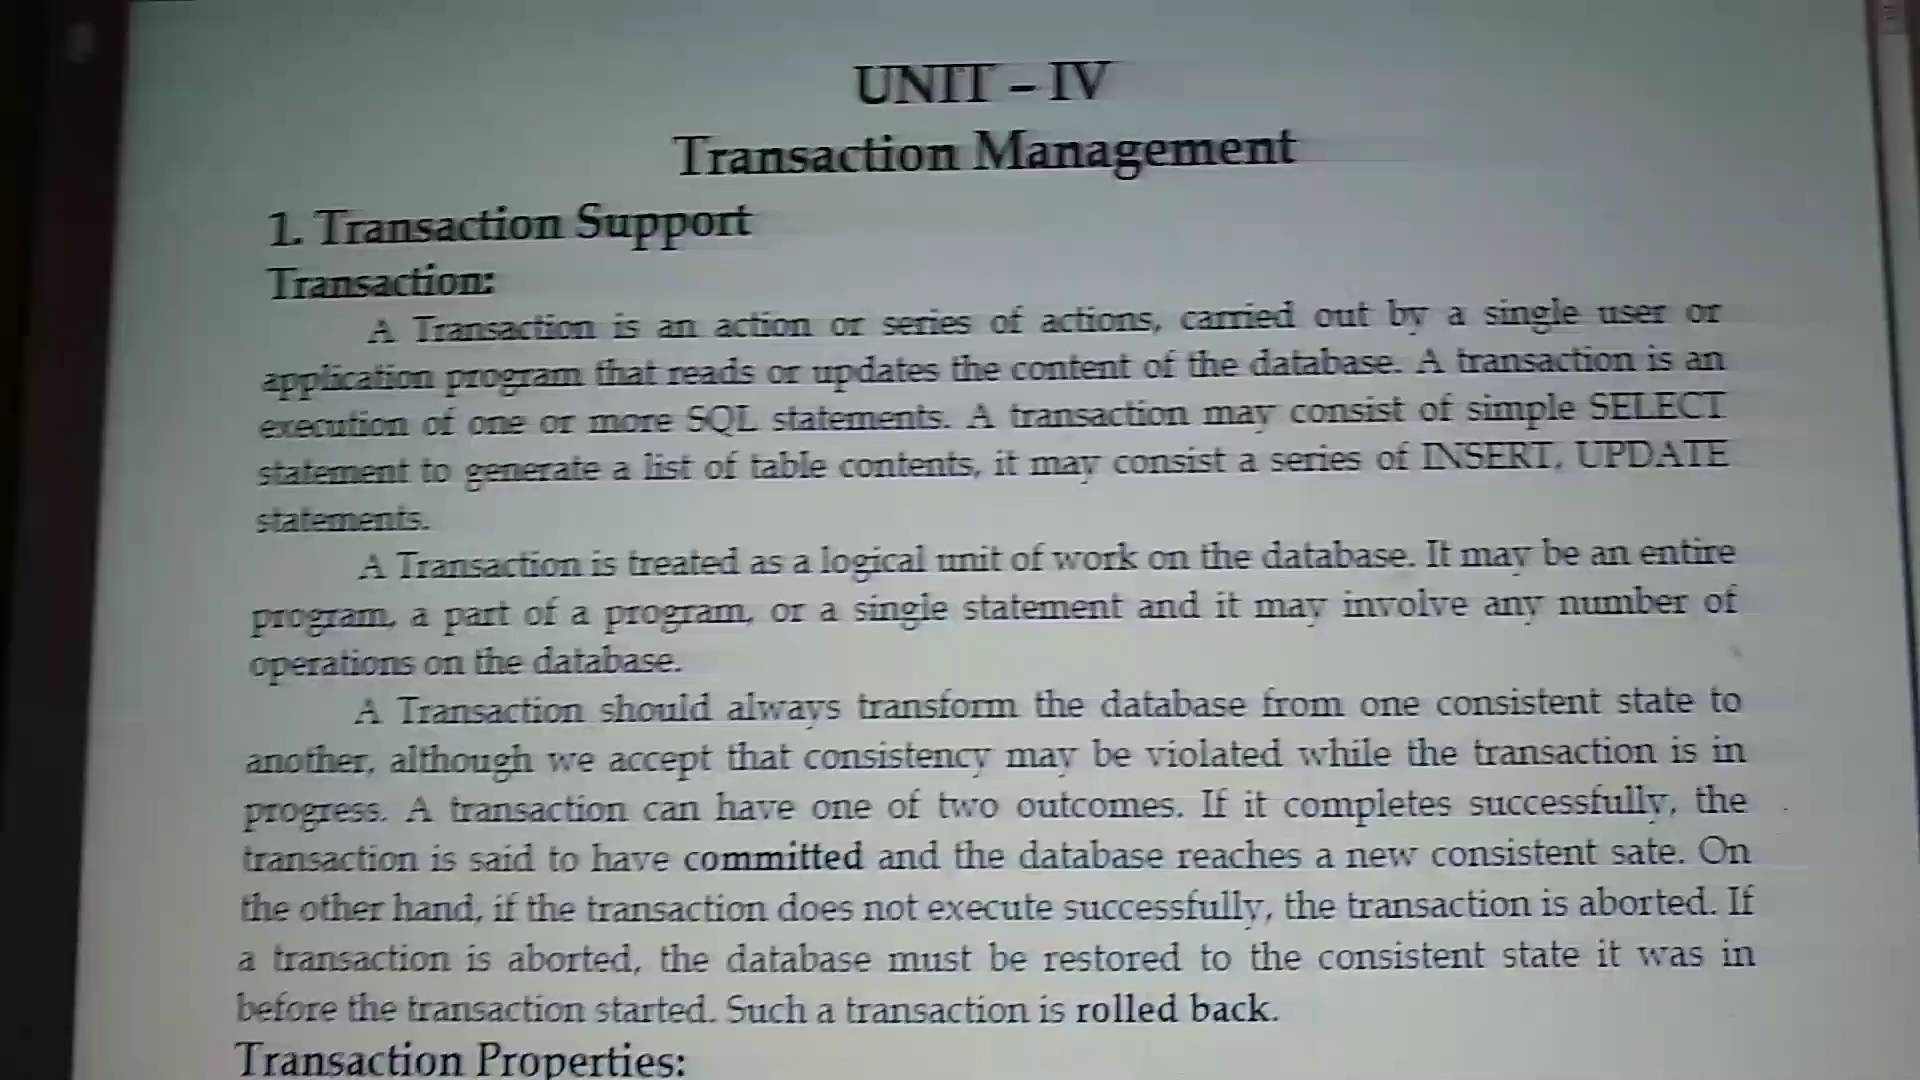 UNIT – IV
Transaction Management
1. Transaction Support
Transaction:
A Transaction is an action or series of actions, carried out by a single user or
application program that reads or updates the content of the database. A transaction is an
execution of one or more SQL statements. A transaction may consist of simple SELECT
statement to generate a list of table contents, it may consist a series of INSERT, UPDATE
statements.
A Transaction is treated as a logical unit of work on the database. It may be an entire
program, a part of a program, or a single statement and it may involve any number of
operations on the database.
A Transaction should always transform the database from one consistent state to
another, although we accept that consistency may be violated while the transaction is in
progress. A transaction can have one of two outcomes. If it completes successfully, the
transaction is said to have committed and the database reaches a new consistent sate. On
the other hand, if the transaction does not execute successfully, the transaction is aborted. If
a transaction is aborted, the database must be restored to the consistent state it was in
before the transaction started. Such a transaction is rolled back.
Transaction Properties: